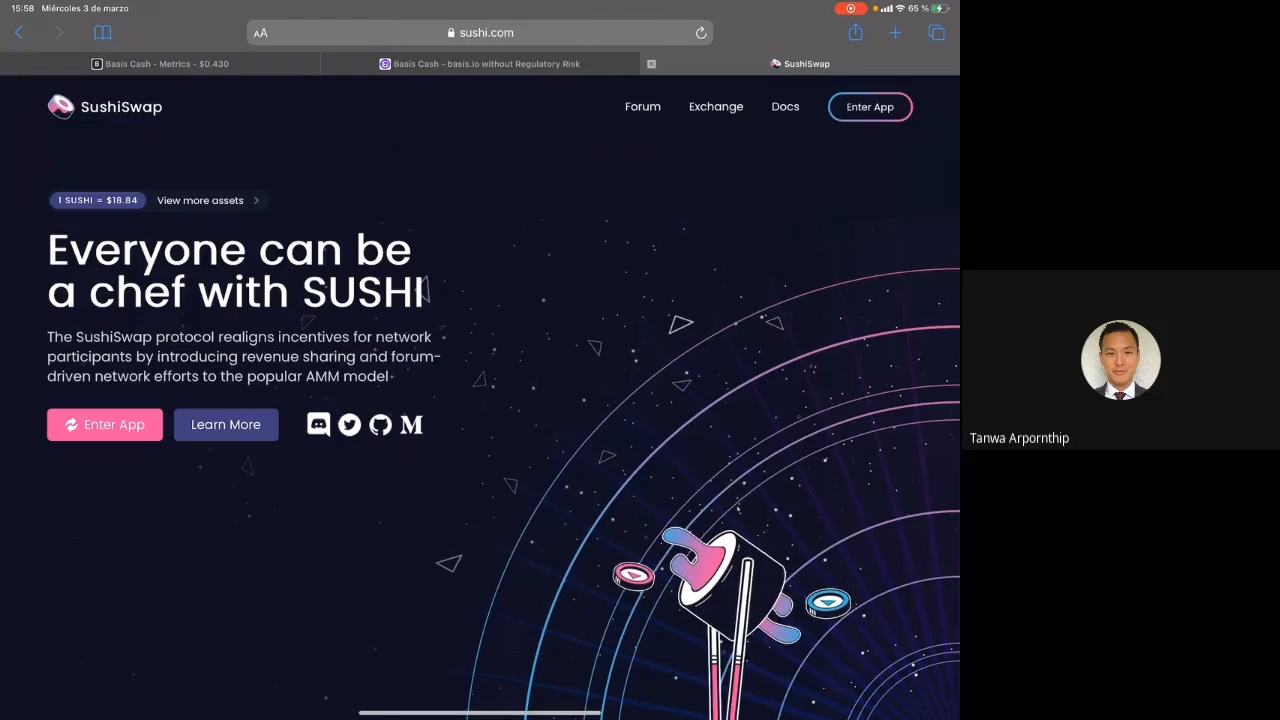 15:58 Miércoles 3 de marzo
65 %
AA
sushi.com
Basis Cash - Metrics - $0.430
Basis Cash - basis.io without Regulatory Risk
SushiSwap
SushiSwap
Forum
Exchange
Docs
Enter App
1 SUSHI = $18.84
View more assets
Everyone can be
a chef with SUSHI
The SushiSwap protocol realigns incentives for network
participants by introducing revenue sharing and forum-
driven network efforts to the popular AMM model
Enter App
Learn More
Tanwa Arpornthip